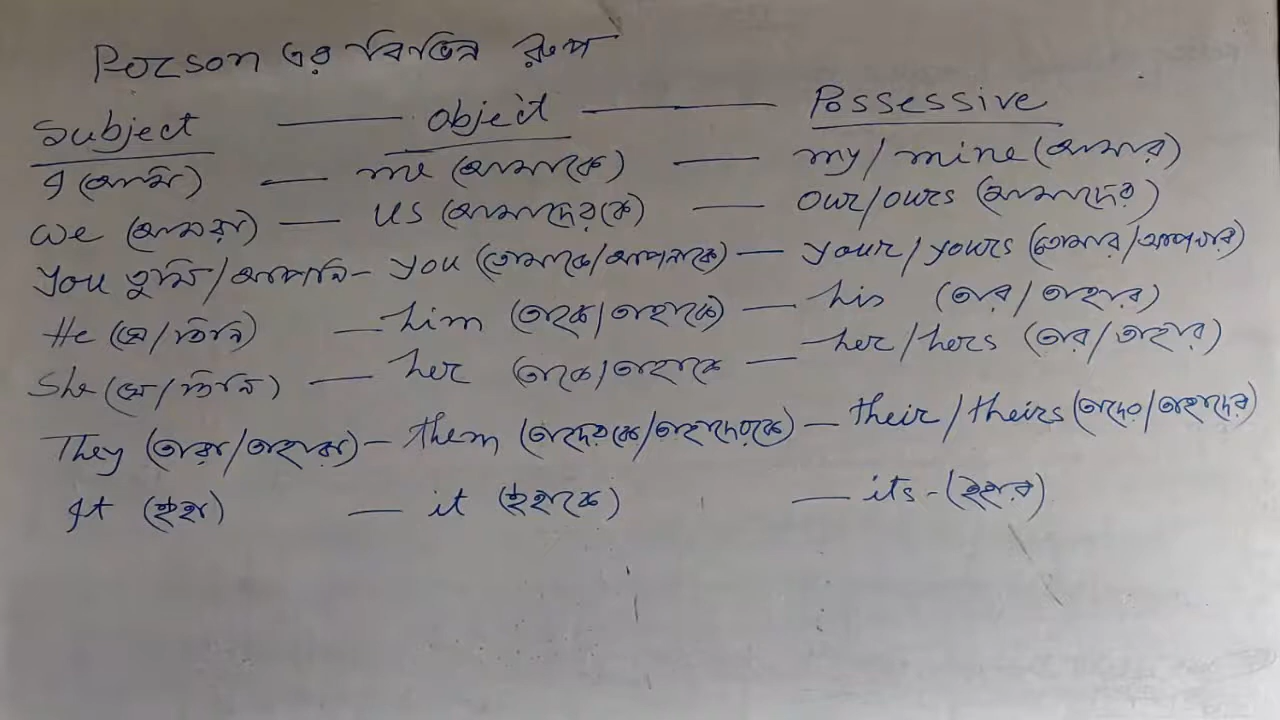 Person এর বিভিন্ন রুপ
Subject — object — Possessive
I (আমি) — me (আমাকে) — my/mine (আমার)
we (আমরা) — us (আমাদেরকে) — our/ours (আমাদের)
you তুমি/আপনি - you (তোমাকে/আপনাকে) — your/yours (তোমার/আপনার)
He (সে/তিনি) — him (তাকে/তাহাকে) — his (তার/তাহার)
She (সে/তিনি) — her (তাকে/তাহাকে — her/hers (তার/তাহার)
They (তারা/তাহারা) - them (তাদেরকে/তাহাদেরকে) — their/theirs (তাদের/তাহাদের)
It (ইহা) — it (ইহাকে) — its - (ইহার)